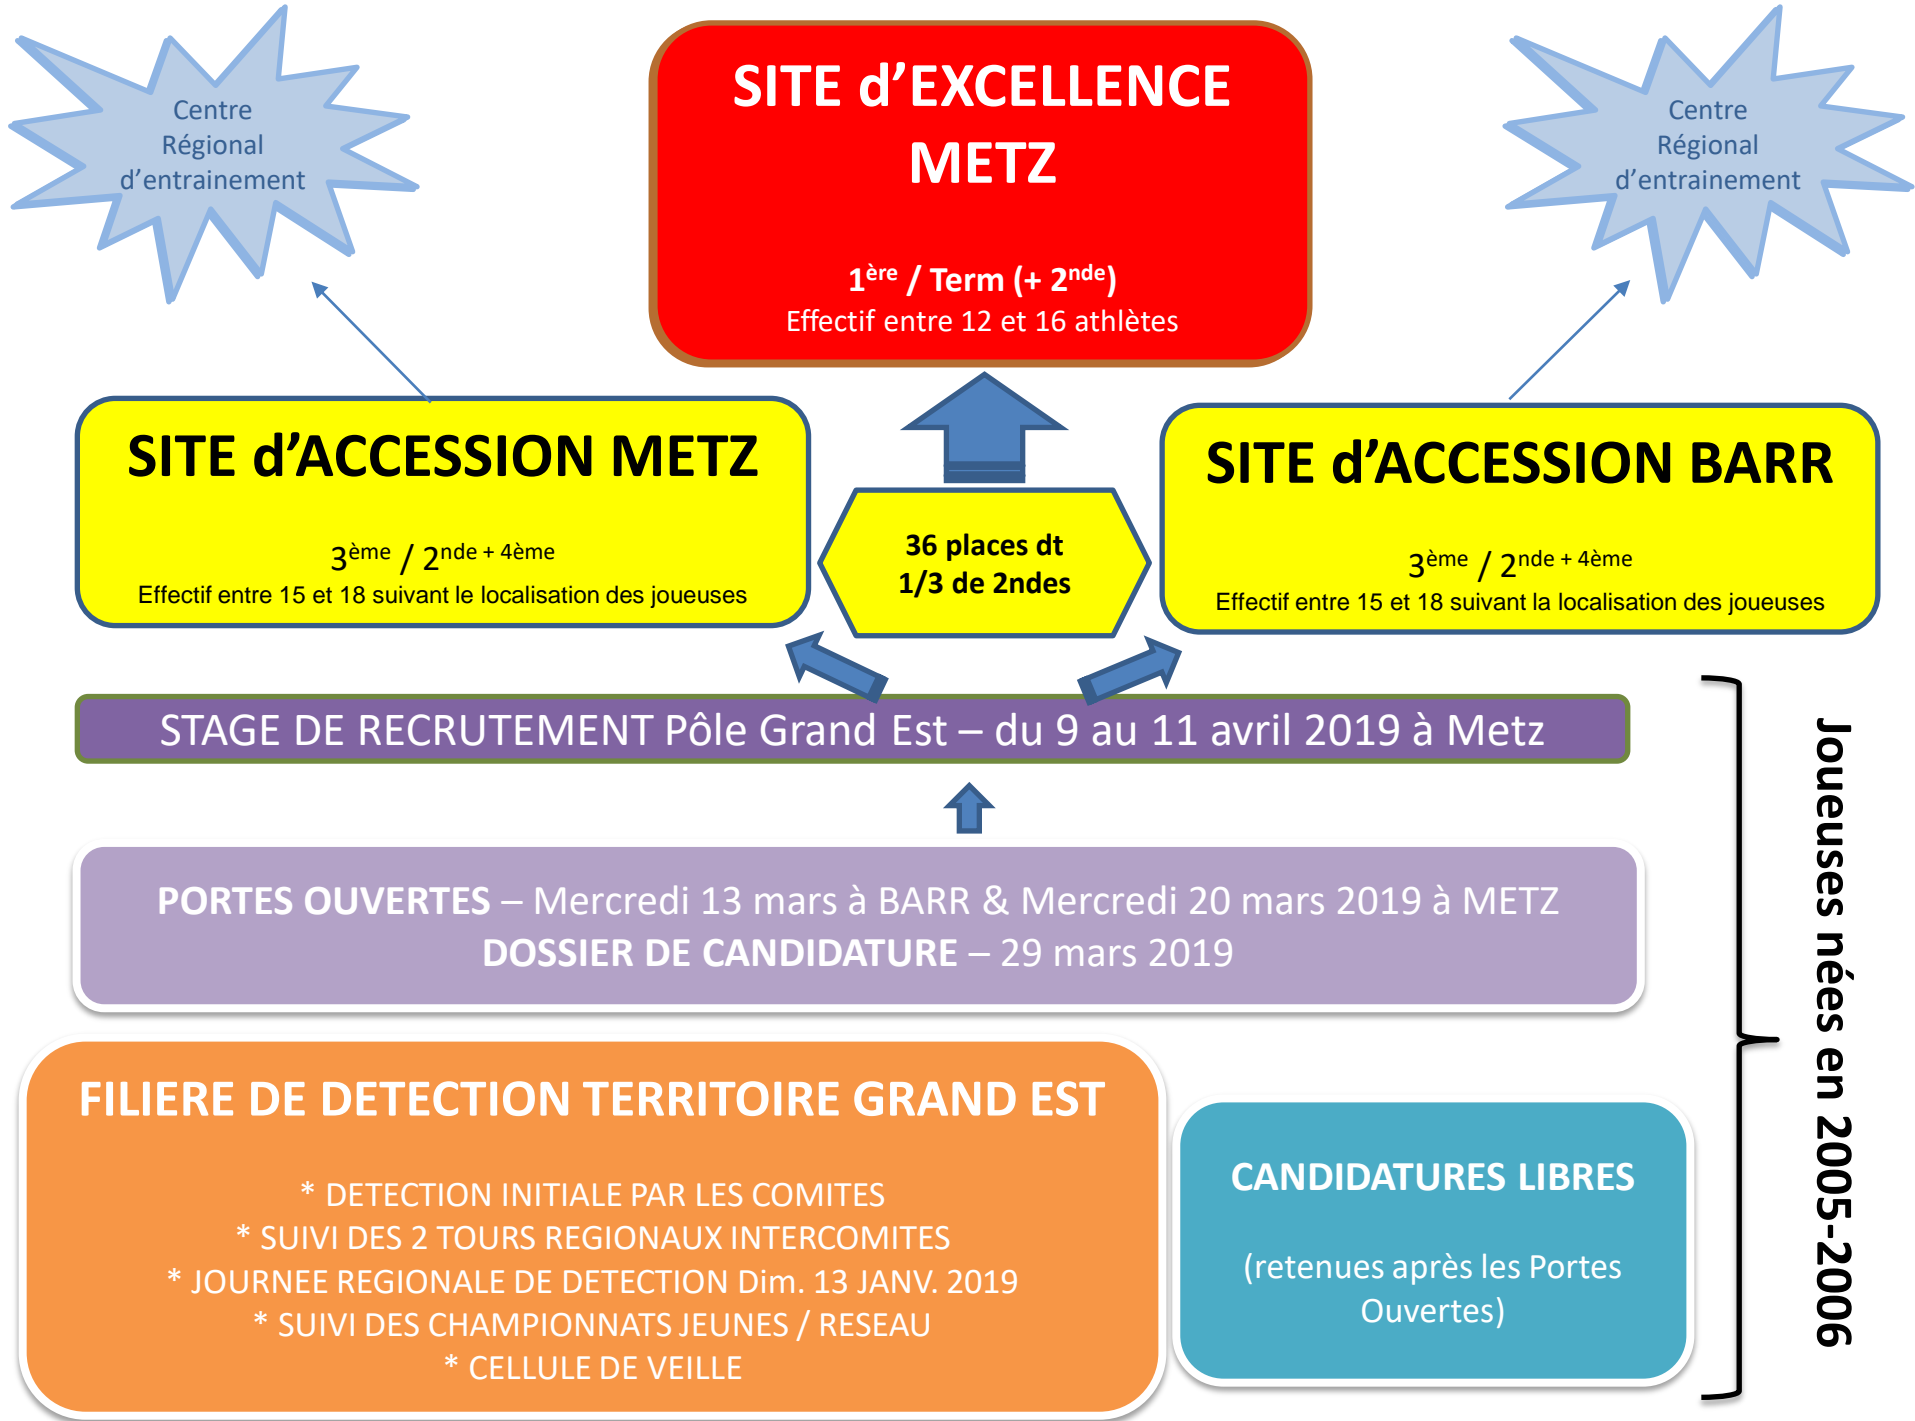 Centre
Régional
d'entrainement
SITE d'EXCELLENCE
METZ
1ère / Term (+ 2nde)
Effectif entre 12 et 16 athlètes
Centre
Régional
d'entrainement
SITE d'ACCESSION METZ
3ème / 2nde + 4ème
Effectif entre 15 et 18 suivant le localisation des joueuses
36 places dt
1/3 de 2ndes
SITE d'ACCESSION BARR
3ème / 2nde + 4ème
Effectif entre 15 et 18 suivant la localisation des joueuses
STAGE DE RECRUTEMENT Pôle Grand Est – du 9 au 11 avril 2019 à Metz
PORTES OUVERTES – Mercredi 13 mars à BARR & Mercredi 20 mars 2019 à METZ
DOSSIER DE CANDIDATURE – 29 mars 2019
FILIERE DE DETECTION TERRITOIRE GRAND EST
* DETECTION INITIALE PAR LES COMITES
* SUIVI DES 2 TOURS REGIONAUX INTERCOMITES
* JOURNEE REGIONALE DE DETECTION Dim. 13 JANV. 2019
* SUIVI DES CHAMPIONNATS JEUNES / RESEAU
* CELLULE DE VEILLE
CANDIDATURES LIBRES
(retenues après les Portes
Ouvertes)
Joueuses nées en 2005-2006